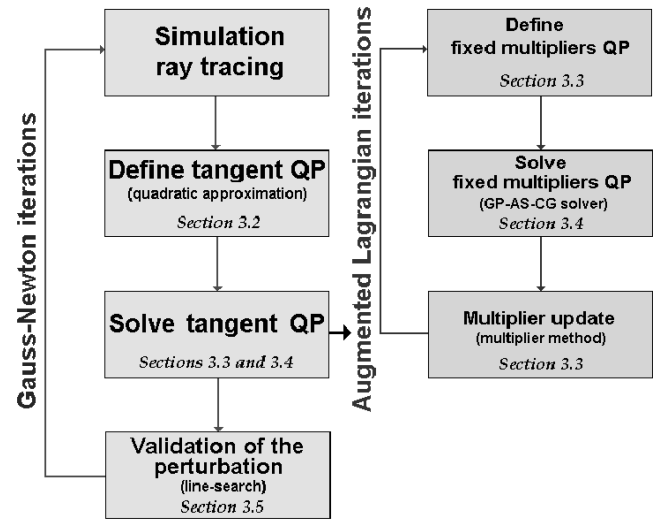 Gauss-Newton iterations
Simulation
ray tracing
Define tangent QP
(quadratic approximation)
Section 3.2
Solve tangent QP
Sections 3.3 and 3.4
Validation of the
perturbation
(line-search)
Section 3.5
Augmented Lagrangian iterations
Define
fixed multipliers QP
Section 3.3
Solve
fixed multipliers QP
(GP-AS-CG solver)
Section 3.4
Multiplier update
(multiplier method)
Section 3.3